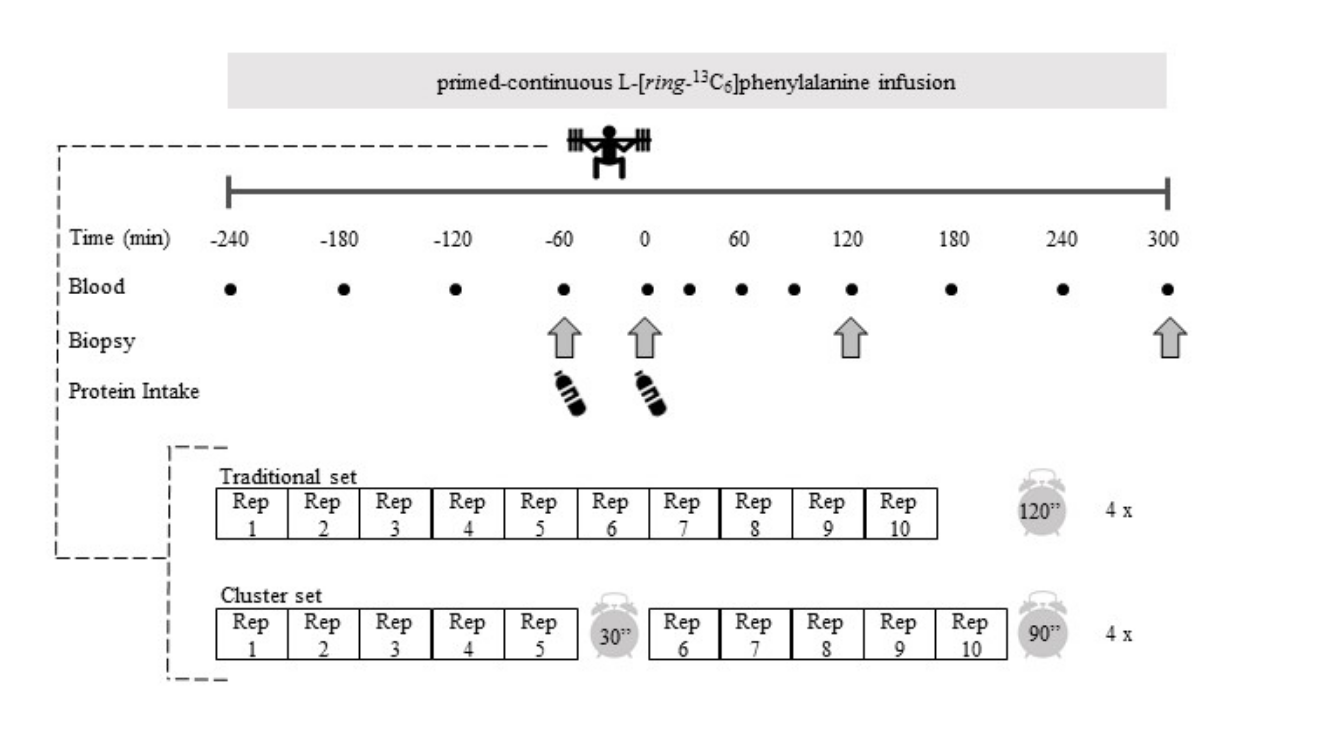 primed-continuous L-[ring-¹³C₆]phenylalanine infusion
Time (min) -240 -180 -120 -60 0 60 120 180 240 300
Blood
Biopsy
Protein Intake
Traditional set
Rep Rep Rep Rep Rep Rep Rep Rep Rep Rep
1 2 3 4 5 6 7 8 9 10
120” 4 x
Cluster set
Rep Rep Rep Rep Rep
1 2 3 4 5
30”
Rep Rep Rep Rep Rep
6 7 8 9 10
90” 4 x